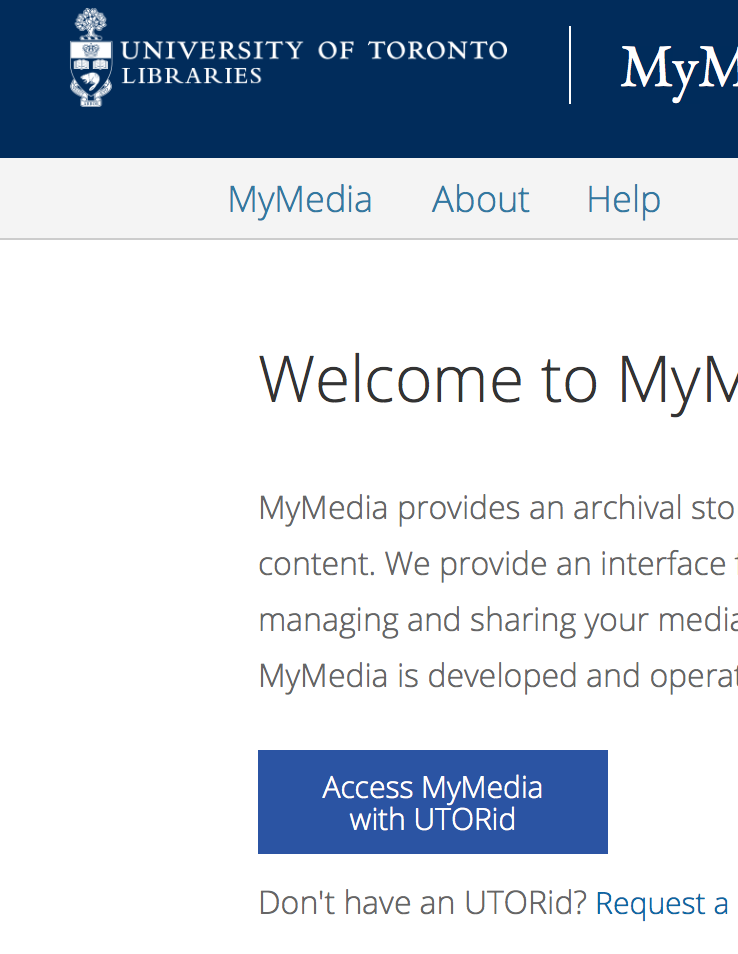 UNIVERSITY OF TORONTO
LIBRARIES
MyM
MyMedia About Help
Welcome to MyM
MyMedia provides an archival sto
content. We provide an interface
managing and sharing your media
MyMedia is developed and operat
Access MyMedia
with UTORid
Don't have an UTORid? Request a